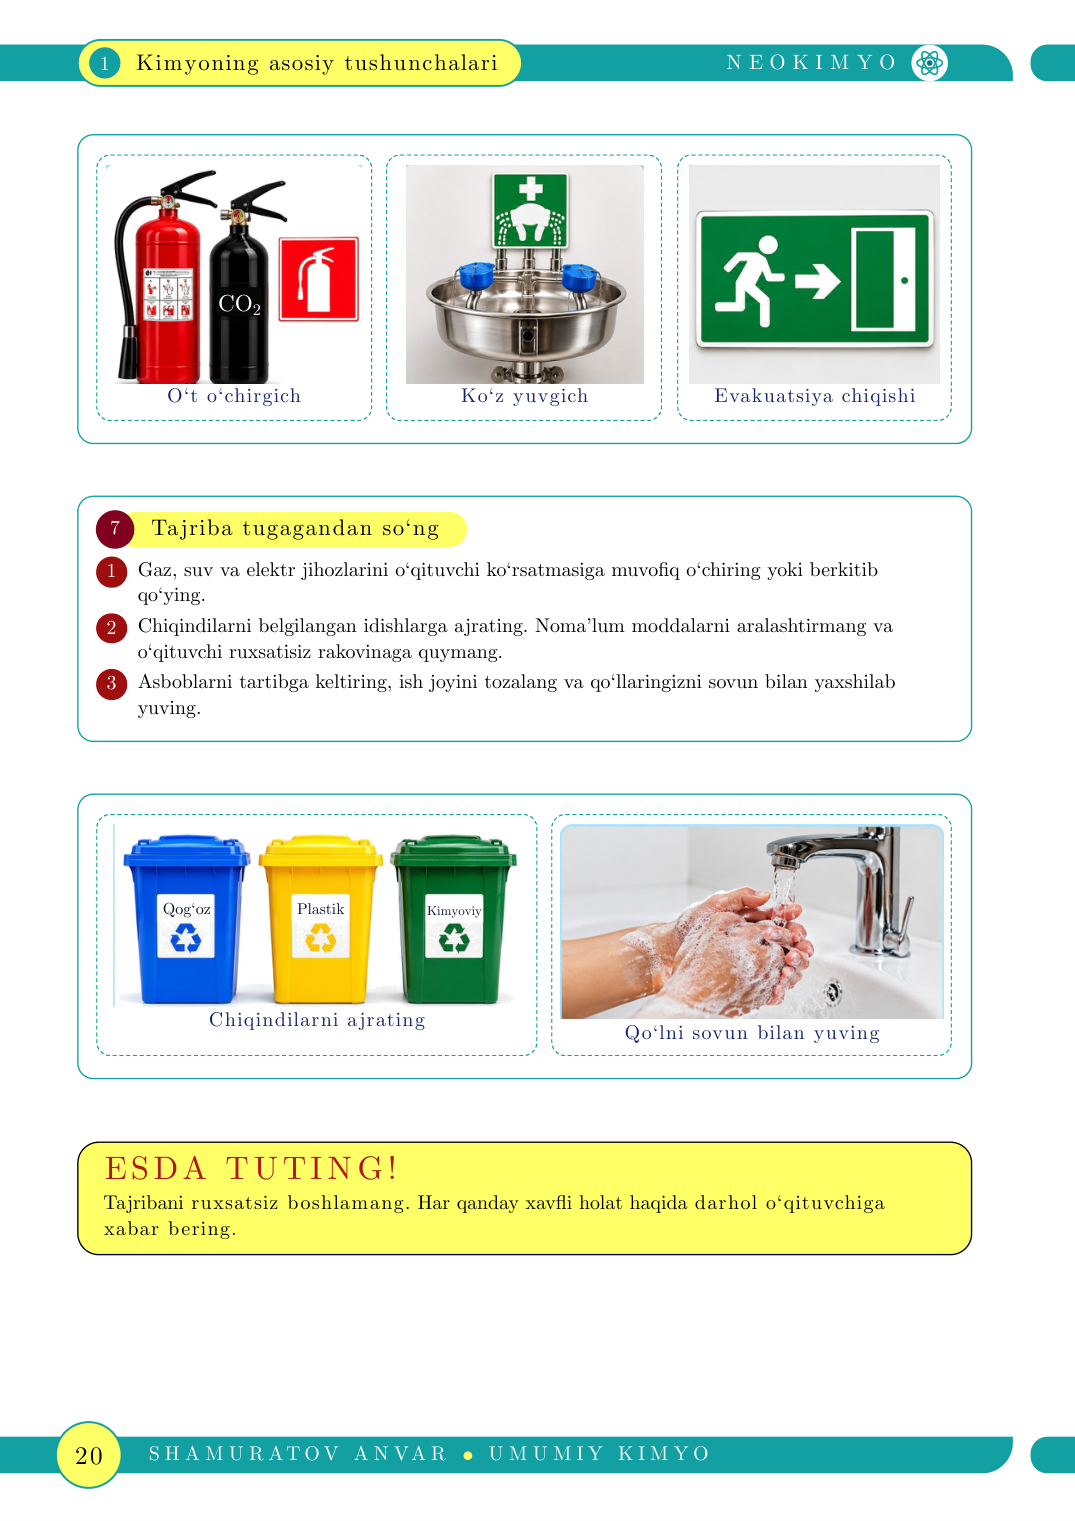 1 Kimyoning asosiy tushunchalari
NEOKIMYO
CO₂
O‘t o‘chirgich
Ko‘z yuvgich
Evakuatsiya chiqishi
7 Tajriba tugagandan so‘ng
1 Gaz, suv va elektr jihozlarini o‘qituvchi ko‘rsatmasiga muvofiq o‘chiring yoki berkitib
qo‘ying.
2 Chiqindilarni belgilangan idishlarga ajrating. Noma’lum moddalarni aralashtirmang va
o‘qituvchi ruxsatisiz rakovinaga quymang.
3 Asboblarni tartibga keltiring, ish joyini tozalang va qo‘llaringizni sovun bilan yaxshilab
yuving.
Qog‘oz
Plastik
Kimyoviy
Chiqindilarni ajrating
Qo‘lni sovun bilan yuving
ESDA TUTING!
Tajribani ruxsatsiz boshlamang. Har qanday xavfli holat haqida darhol o‘qituvchiga
xabar bering.
20 SHAMURATOV ANVAR • UMUMIY KIMYO